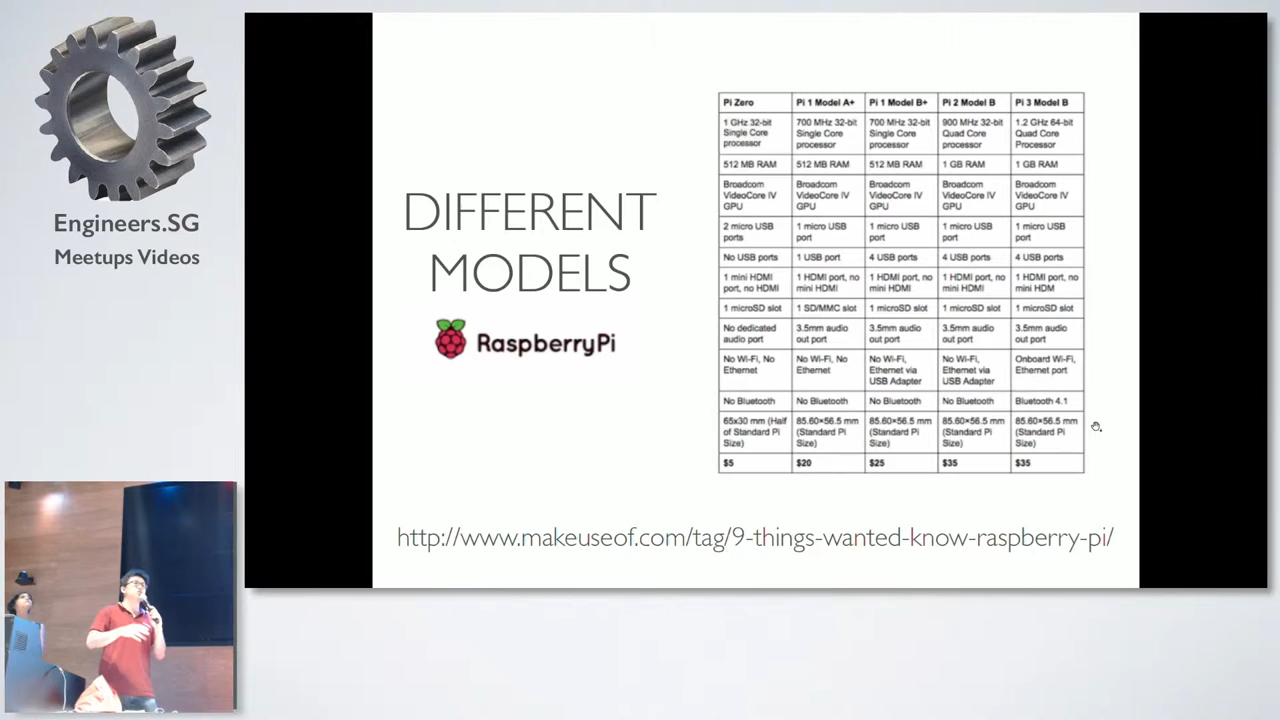 Engineers.SG
Meetups Videos
DIFFERENT
MODELS
RaspberryPi
Pi Zero
Pi 1 Model A+
Pi 1 Model B+
Pi 2 Model B
Pi 3 Model B
1 GHz 32-bit
Single Core
processor
700 MHz 32-bit
Single Core
processor
700 MHz 32-bit
Single Core
processor
900 MHz 32-bit
Quad Core
processor
1.2 GHz 64-bit
Quad Core
Processor
512 MB RAM
512 MB RAM
512 MB RAM
1 GB RAM
1 GB RAM
Broadcom
VideoCore IV
GPU
Broadcom
VideoCore IV
GPU
Broadcom
VideoCore IV
GPU
Broadcom
VideoCore IV
GPU
Broadcom
VideoCore IV
GPU
2 micro USB
ports
1 micro USB
port
1 micro USB
port
1 micro USB
port
1 micro USB
port
No USB ports
1 USB port
4 USB ports
4 USB ports
4 USB ports
1 mini HDMI
port, no HDMI
1 HDMI port, no
mini HDMI
1 HDMI port, no
mini HDMI
1 HDMI port, no
mini HDMI
1 HDMI port, no
mini HDM
1 microSD slot
1 SD/MMC slot
1 microSD slot
1 microSD slot
1 microSD slot
No dedicated
audio port
3.5mm audio
out port
3.5mm audio
out port
3.5mm audio
out port
3.5mm audio
out port
No Wi-Fi, No
Ethernet
No Wi-Fi, No
Ethernet
No Wi-Fi,
Ethernet via
USB Adapter
No Wi-Fi,
Ethernet via
USB Adapter
Onboard Wi-Fi,
Ethernet port
No Bluetooth
No Bluetooth
No Bluetooth
No Bluetooth
Bluetooth 4.1
65x30 mm (Half
of Standard Pi
Size)
85.60×56.5 mm
(Standard Pi
Size)
85.60×56.5 mm
(Standard Pi
Size)
85.60×56.5 mm
(Standard Pi
Size)
85.60×56.5 mm
(Standard Pi
Size)
$5
$20
$25
$35
$35
http://www.makeuseof.com/tag/9-things-wanted-know-raspberry-pi/